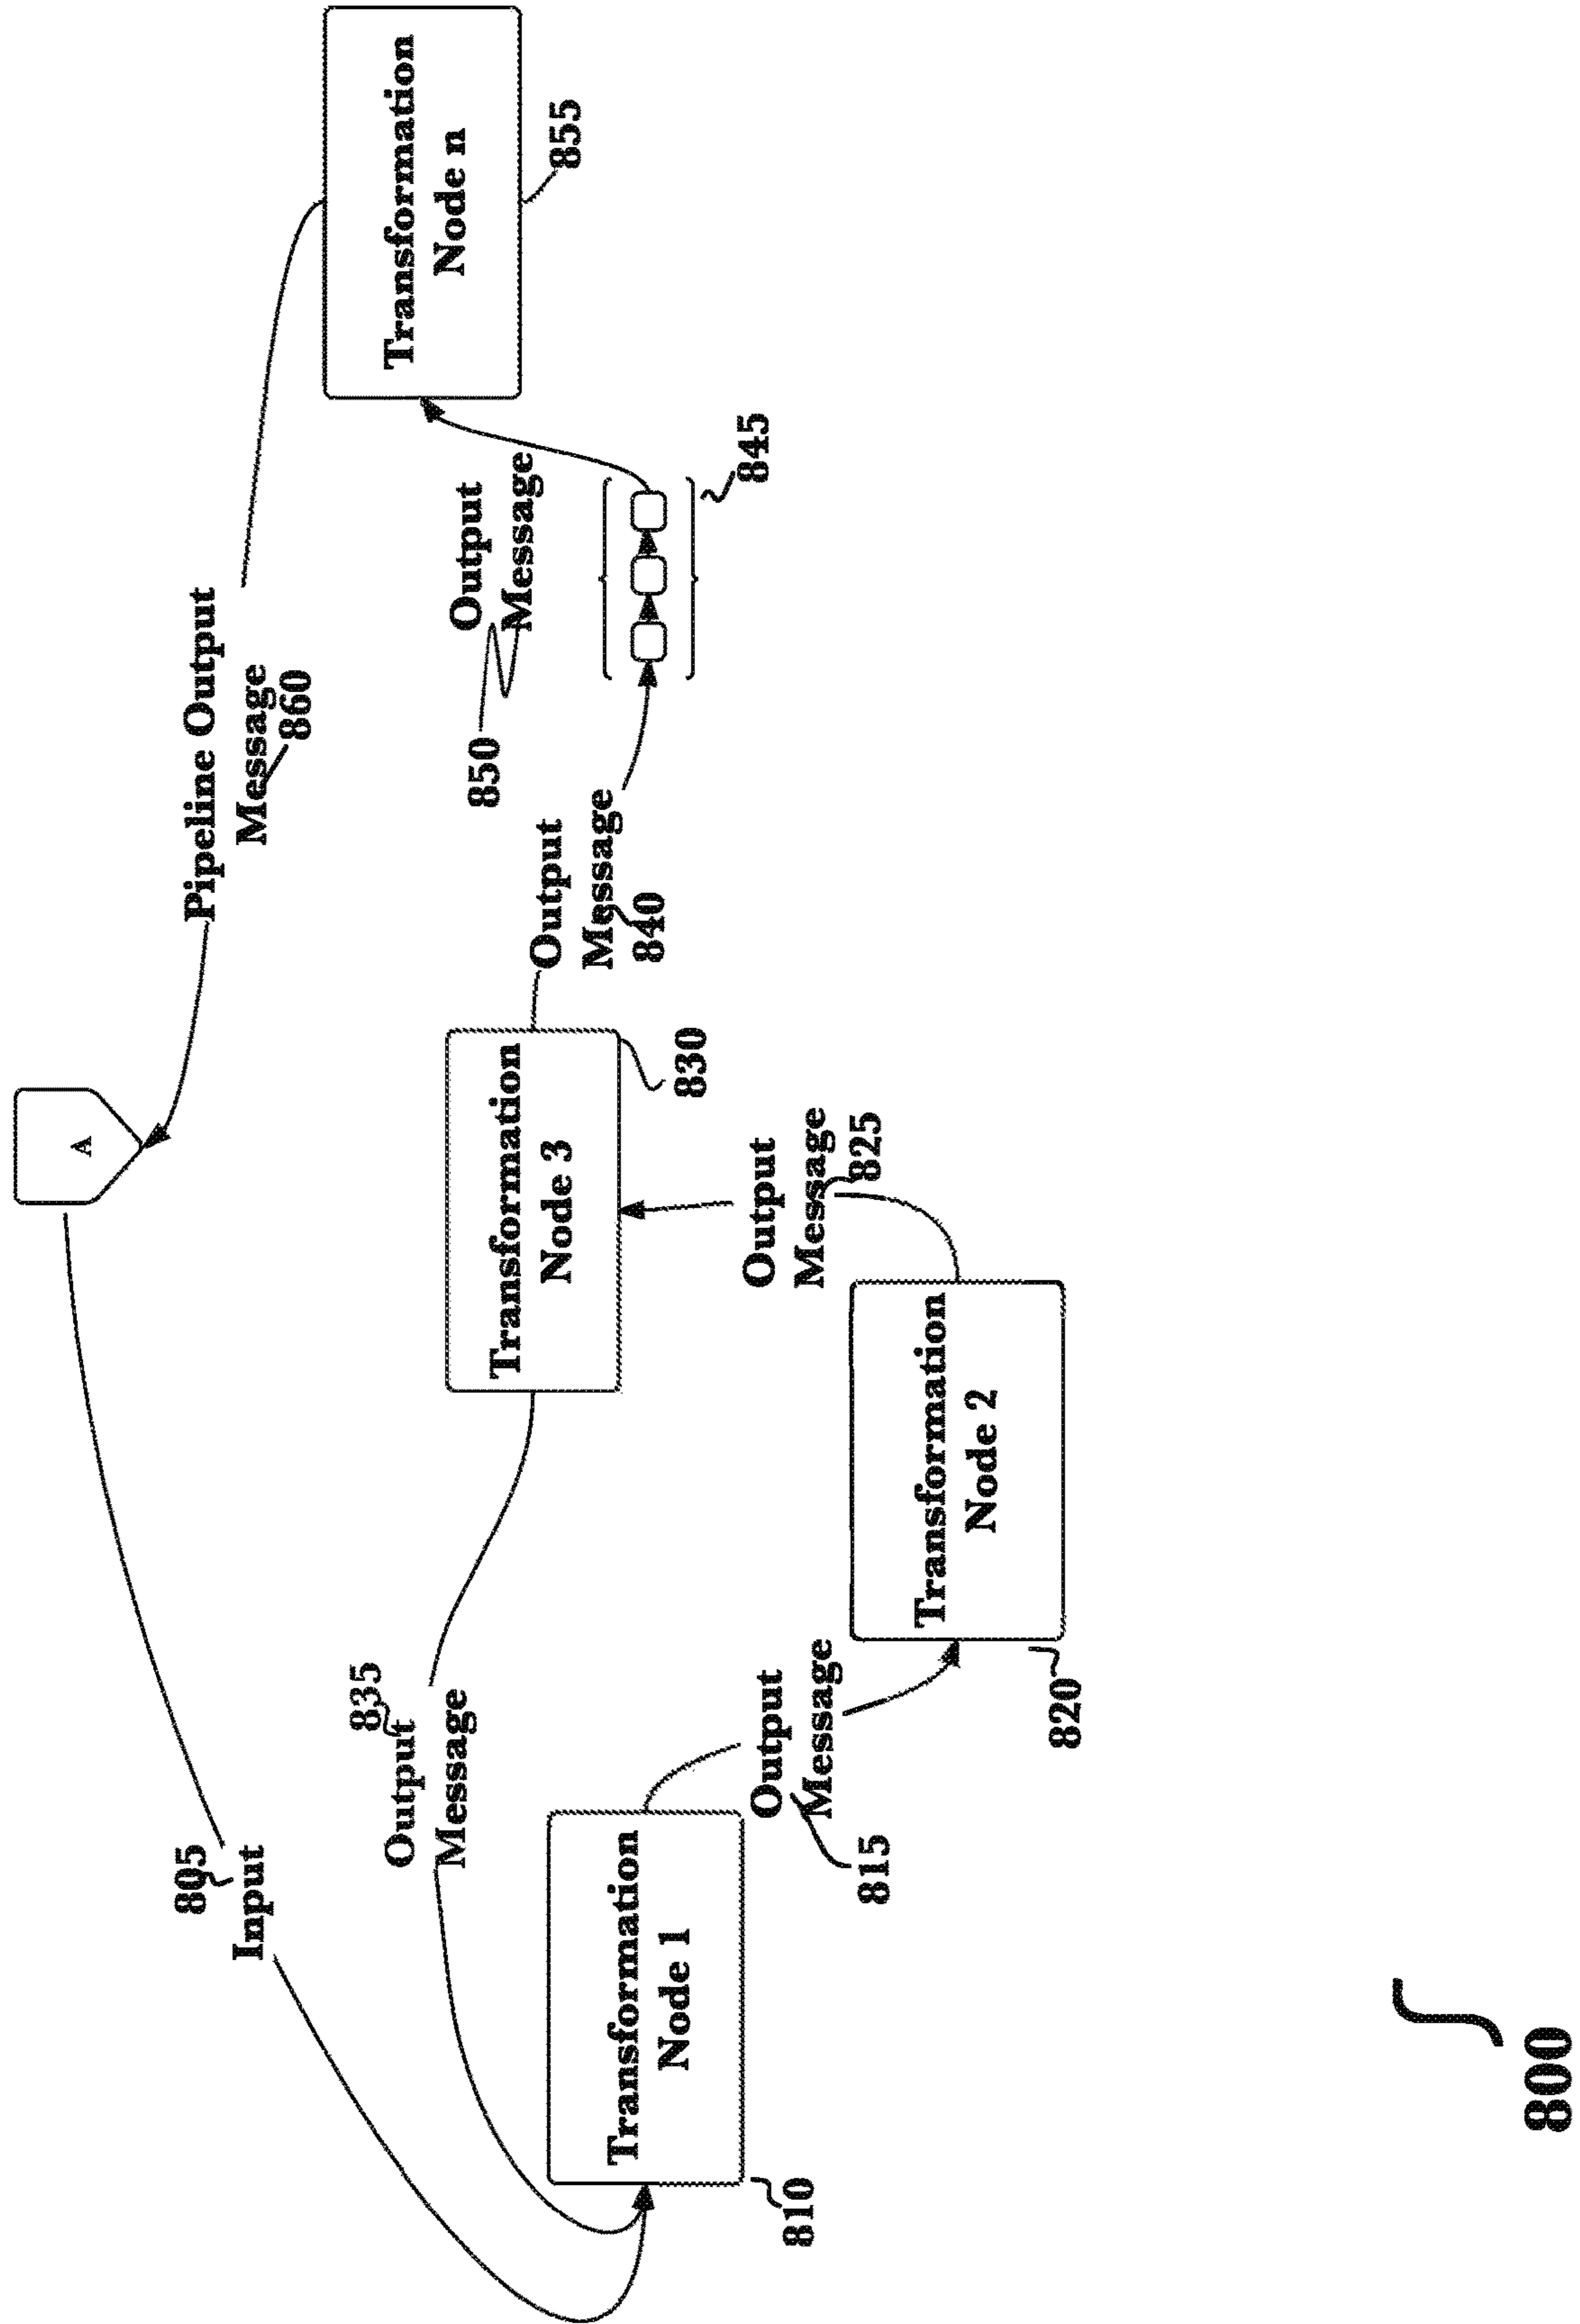 A
805
Input
Pipeline Output
Message
860
835
Output
Message
Transformation
Node 1
810
Output
Message
815
Transformation
Node 2
820
Output
Message
825
Transformation
Node 3
830
Output
Message
840
Output
Message
850
845
Transformation
Node n
855
800